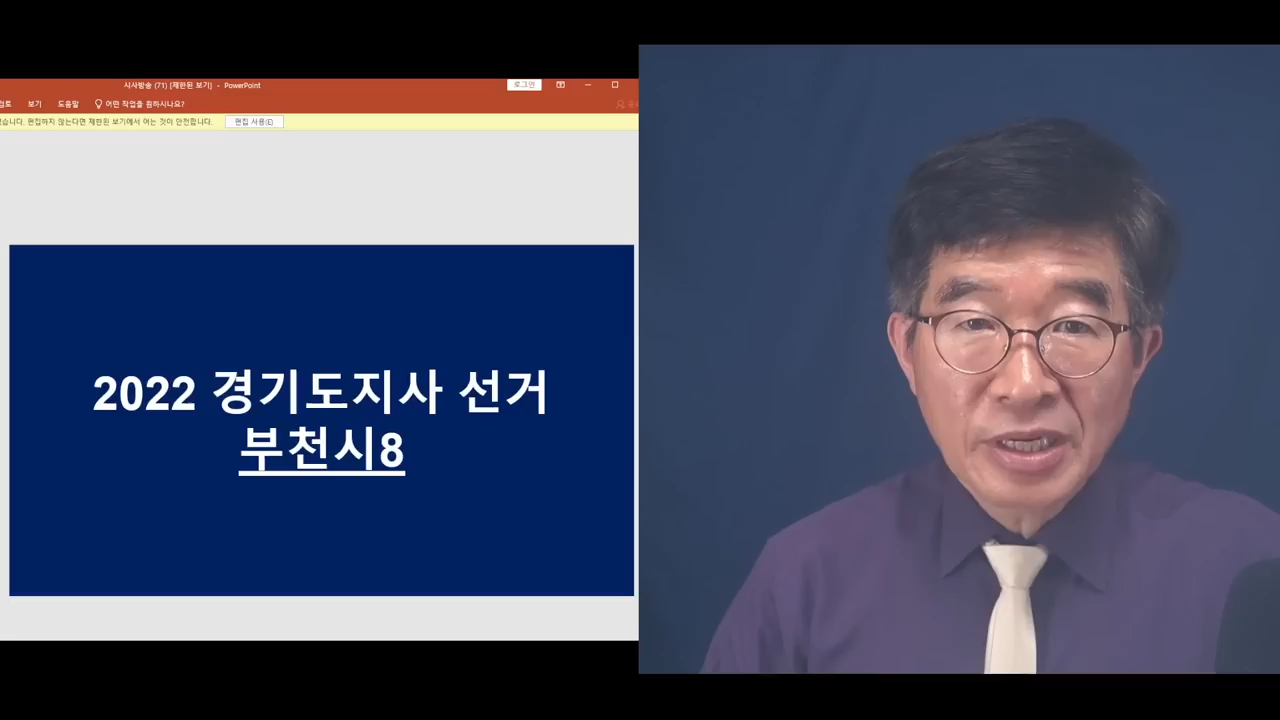 시사방송 (71) [제한된 보기] - PowerPoint
로그인
검토 보기 도움말 어떤 작업을 원하시나요?
편집하지 않는다면 제한된 보기에서 여는 것이 안전합니다. 편집 사용(E)
2022 경기도지사 선거
부천시8